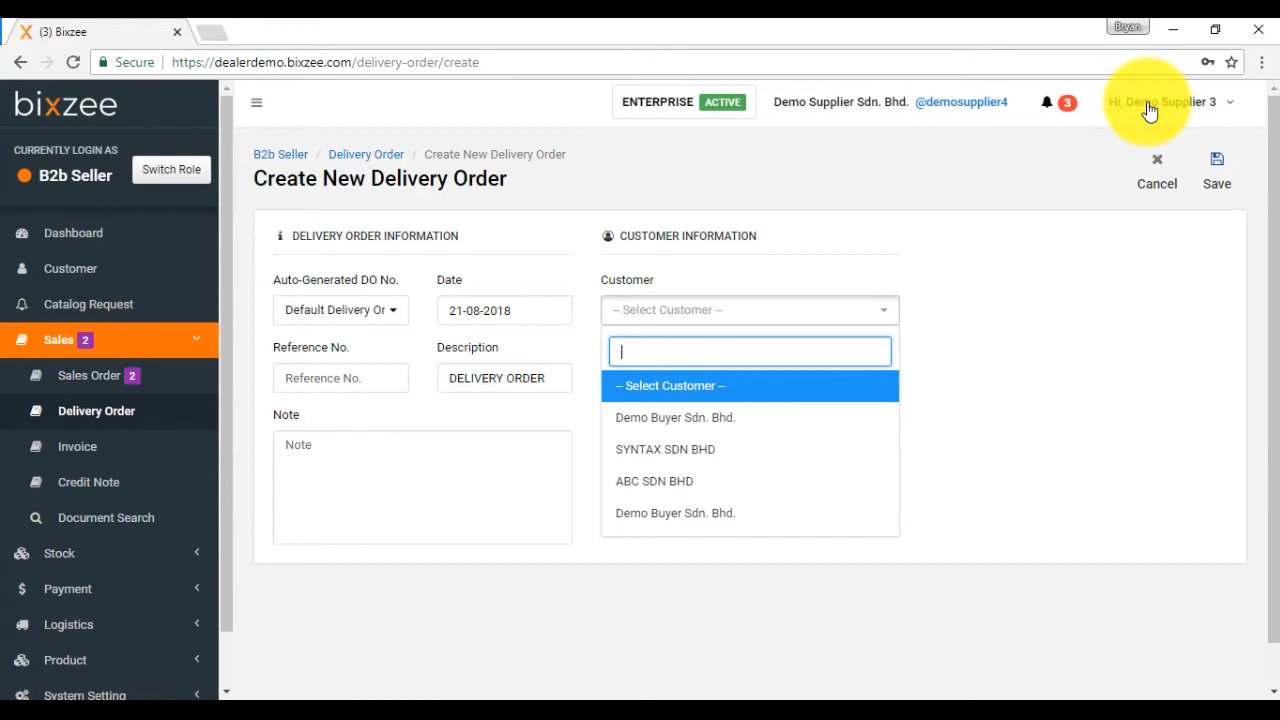 Bryan
(3) Bixzee
Secure https://dealerdemo.bixzee.com/delivery-order/create
bixzee
ENTERPRISE ACTIVE Demo Supplier Sdn. Bhd. @demosupplier4 3 Hi, Demo Supplier 3
CURRENTLY LOGIN AS
B2b Seller
Switch Role
Dashboard
Customer
Catalog Request
Sales 2
Sales Order 2
Delivery Order
Invoice
Credit Note
Document Search
Stock
Payment
Logistics
Product
System Setting
B2b Seller / Delivery Order / Create New Delivery Order
Create New Delivery Order
Cancel
Save
DELIVERY ORDER INFORMATION
Auto-Generated DO No.
Default Delivery Or
Date
21-08-2018
Reference No.
Reference No.
Description
DELIVERY ORDER
Note
Note
CUSTOMER INFORMATION
Customer
-- Select Customer --
-- Select Customer --
Demo Buyer Sdn. Bhd.
SYNTAX SDN BHD
ABC SDN BHD
Demo Buyer Sdn. Bhd.